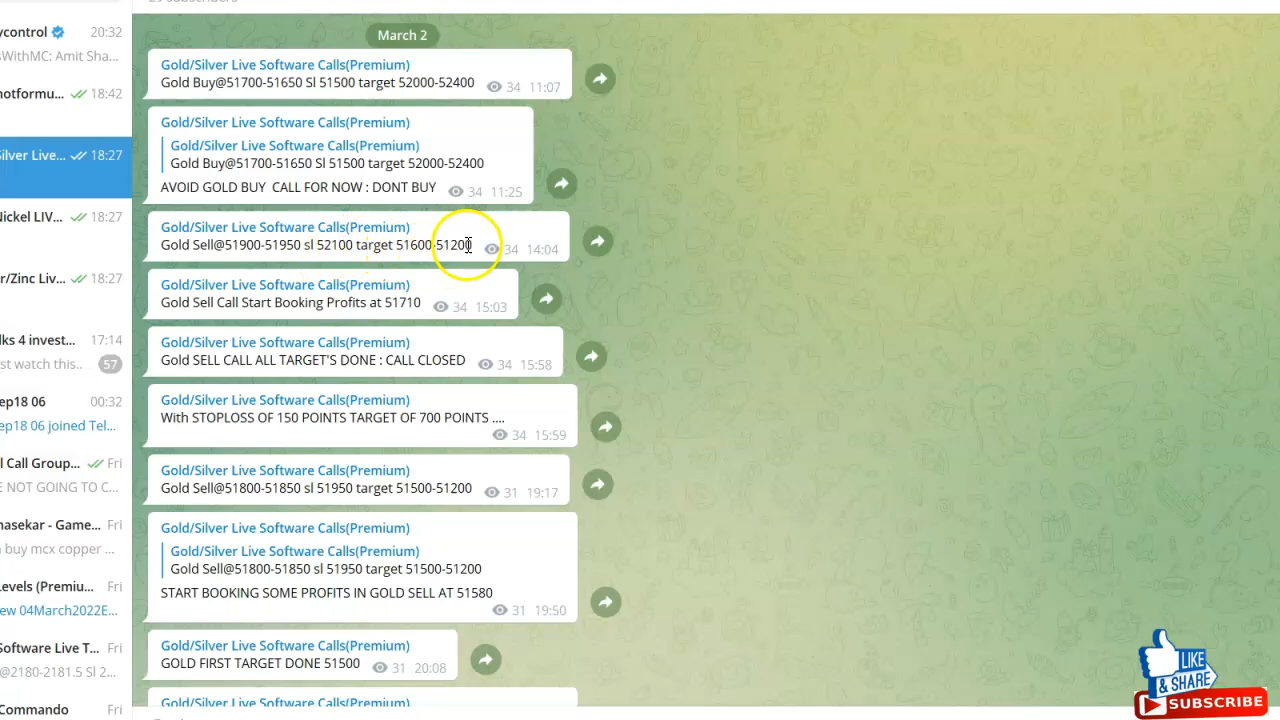 29 subscribers
ycontrol 20:32
sWithMC: Amit Sha...
notformu... 18:42
Silver Live... 18:27
Nickel LIV... 18:27
r/Zinc Liv... 18:27
lks 4 invest... 17:14
st watch this.. 57
ep18 06 00:32
ep18 06 joined Tel...
l Call Group... Fri
E NOT GOING TO C...
hasekar - Game... Fri
a buy mcx copper ...
Levels (Premiu... Fri
ew 04March2022E...
Software Live T... Fri
@2180-2181.5 Sl 2...
Commando Fri
March 2
Gold/Silver Live Software Calls(Premium)
Gold Buy@51700-51650 Sl 51500 target 52000-52400 34 11:07
Gold/Silver Live Software Calls(Premium)
Gold/Silver Live Software Calls(Premium)
Gold Buy@51700-51650 Sl 51500 target 52000-52400
AVOID GOLD BUY CALL FOR NOW : DONT BUY 34 11:25
Gold/Silver Live Software Calls(Premium)
Gold Sell@51900-51950 sl 52100 target 51600-51200 34 14:04
Gold/Silver Live Software Calls(Premium)
Gold Sell Call Start Booking Profits at 51710 34 15:03
Gold/Silver Live Software Calls(Premium)
Gold SELL CALL ALL TARGET'S DONE : CALL CLOSED 34 15:58
Gold/Silver Live Software Calls(Premium)
With STOPLOSS OF 150 POINTS TARGET OF 700 POINTS ....
34 15:59
Gold/Silver Live Software Calls(Premium)
Gold Sell@51800-51850 sl 51950 target 51500-51200 31 19:17
Gold/Silver Live Software Calls(Premium)
Gold/Silver Live Software Calls(Premium)
Gold Sell@51800-51850 sl 51950 target 51500-51200
START BOOKING SOME PROFITS IN GOLD SELL AT 51580
31 19:50
Gold/Silver Live Software Calls(Premium)
GOLD FIRST TARGET DONE 51500 31 20:08
Gold/Silver Live Software Calls(Premium)
LIKE
& SHARE
SUBSCRIBE